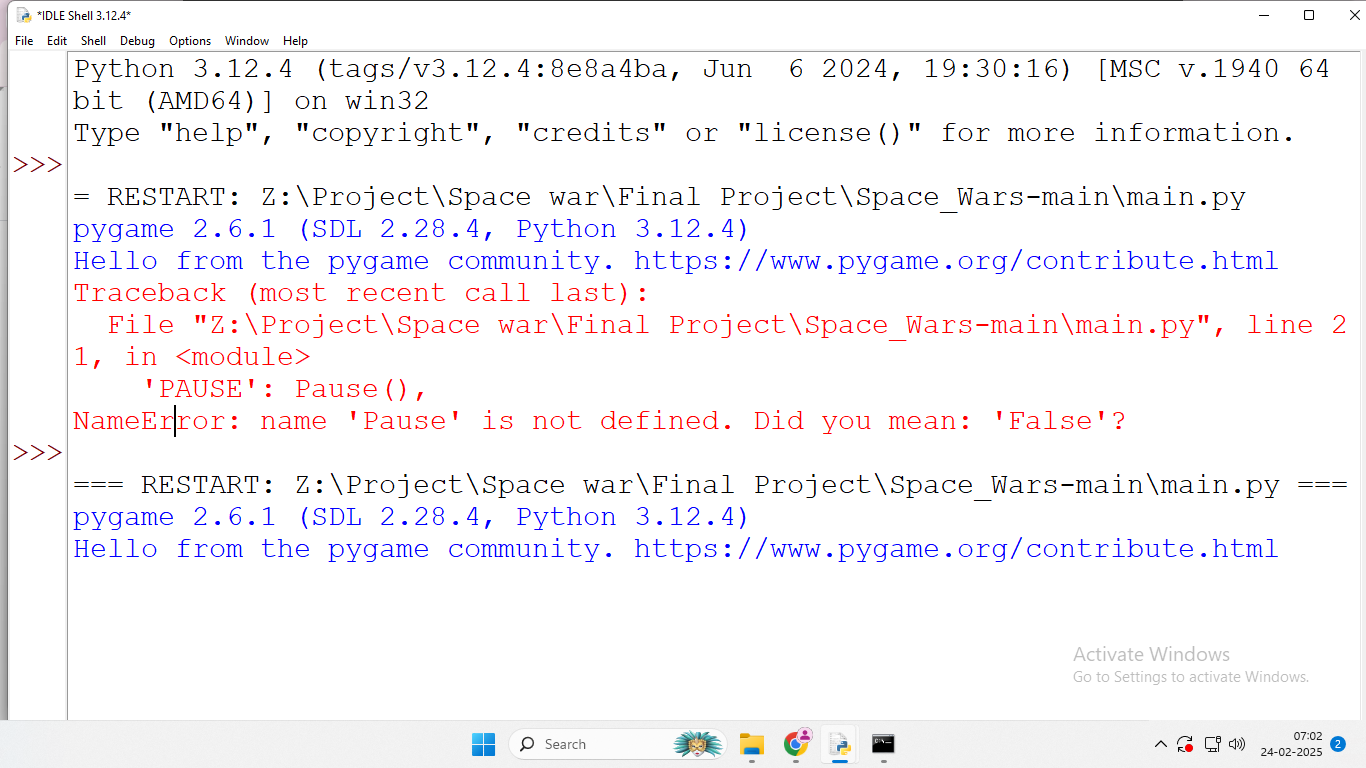 *IDLE Shell 3.12.4*
File Edit Shell Debug Options Window Help
Python 3.12.4 (tags/v3.12.4:8e8a4ba, Jun  6 2024, 19:30:16) [MSC v.1940 64
bit (AMD64)] on win32
Type "help", "copyright", "credits" or "license()" for more information.
>>>
= RESTART: Z:\Project\Space war\Final Project\Space_Wars-main\main.py
pygame 2.6.1 (SDL 2.28.4, Python 3.12.4)
Hello from the pygame community. https://www.pygame.org/contribute.html
Traceback (most recent call last):
  File "Z:\Project\Space war\Final Project\Space_Wars-main\main.py", line 2
1, in <module>
    'PAUSE': Pause(),
NameError: name 'Pause' is not defined. Did you mean: 'False'?
>>>
=== RESTART: Z:\Project\Space war\Final Project\Space_Wars-main\main.py ===
pygame 2.6.1 (SDL 2.28.4, Python 3.12.4)
Hello from the pygame community. https://www.pygame.org/contribute.html
Activate Windows
Go to Settings to activate Windows.
Search
07:02
24-02-2025
2